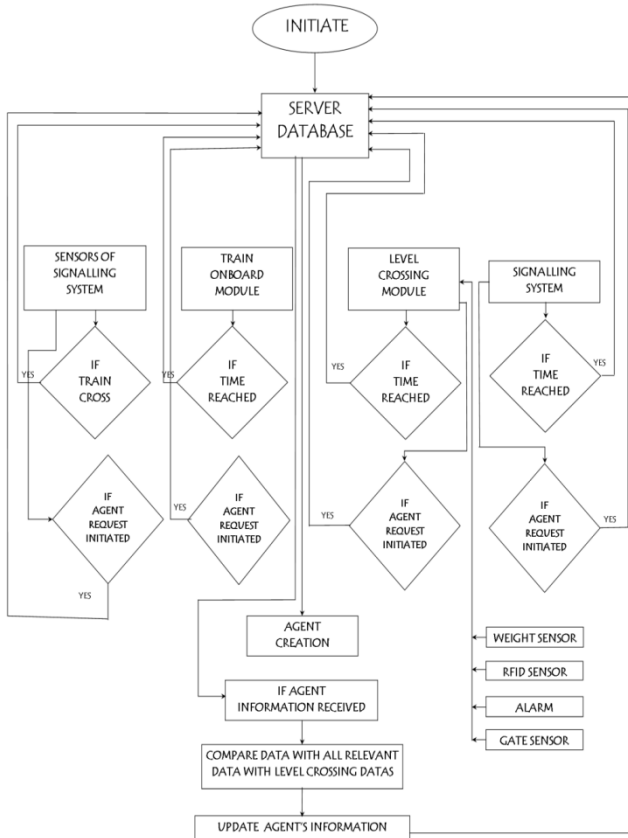 INITIATE
SERVER
DATABASE
SENSORS OF
SIGNALLING
SYSTEM
TRAIN
ONBOARD
MODULE
LEVEL
CROSSING
MODULE
SIGNALLING
SYSTEM
IF
TRAIN
CROSS
YES
IF
TIME
REACHED
YES
IF
TIME
REACHED
YES
IF
TIME
REACHED
YES
IF
AGENT
REQUEST
INITIATED
YES
IF
AGENT
REQUEST
INITIATED
YES
IF
AGENT
REQUEST
INITIATED
YES
IF
AGENT
REQUEST
INITIATED
YES
AGENT
CREATION
WEIGHT SENSOR
RFID SENSOR
ALARM
GATE SENSOR
IF AGENT
INFORMATION RECEIVED
COMPARE DATA WITH ALL RELEVANT
DATA WITH LEVEL CROSSING DATAS
UPDATE AGENT'S INFORMATION